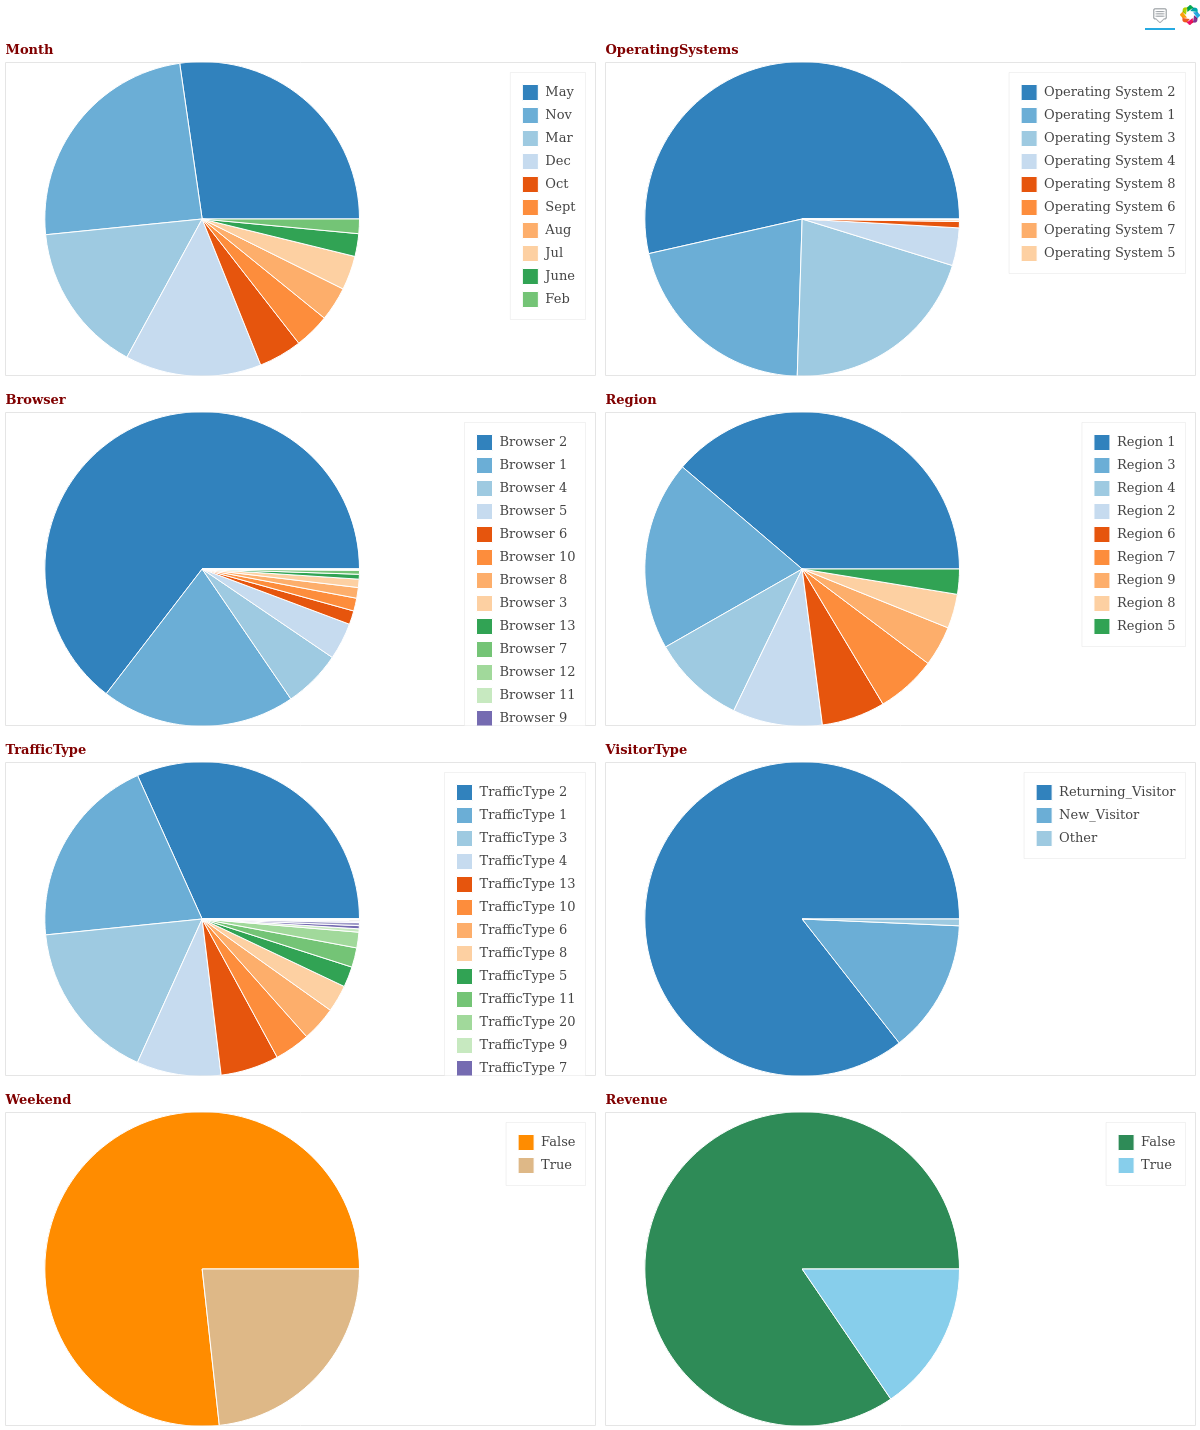 Month
May
Nov
Mar
Dec
Oct
Sept
Aug
Jul
June
Feb
OperatingSystems
Operating System 2
Operating System 1
Operating System 3
Operating System 4
Operating System 8
Operating System 6
Operating System 7
Operating System 5
Browser
Browser 2
Browser 1
Browser 4
Browser 5
Browser 6
Browser 10
Browser 8
Browser 3
Browser 13
Browser 7
Browser 12
Browser 11
Browser 9
Region
Region 1
Region 3
Region 4
Region 2
Region 6
Region 7
Region 9
Region 8
Region 5
TrafficType
TrafficType 2
TrafficType 1
TrafficType 3
TrafficType 4
TrafficType 13
TrafficType 10
TrafficType 6
TrafficType 8
TrafficType 5
TrafficType 11
TrafficType 20
TrafficType 9
TrafficType 7
VisitorType
Returning_Visitor
New_Visitor
Other
Weekend
False
True
Revenue
False
True